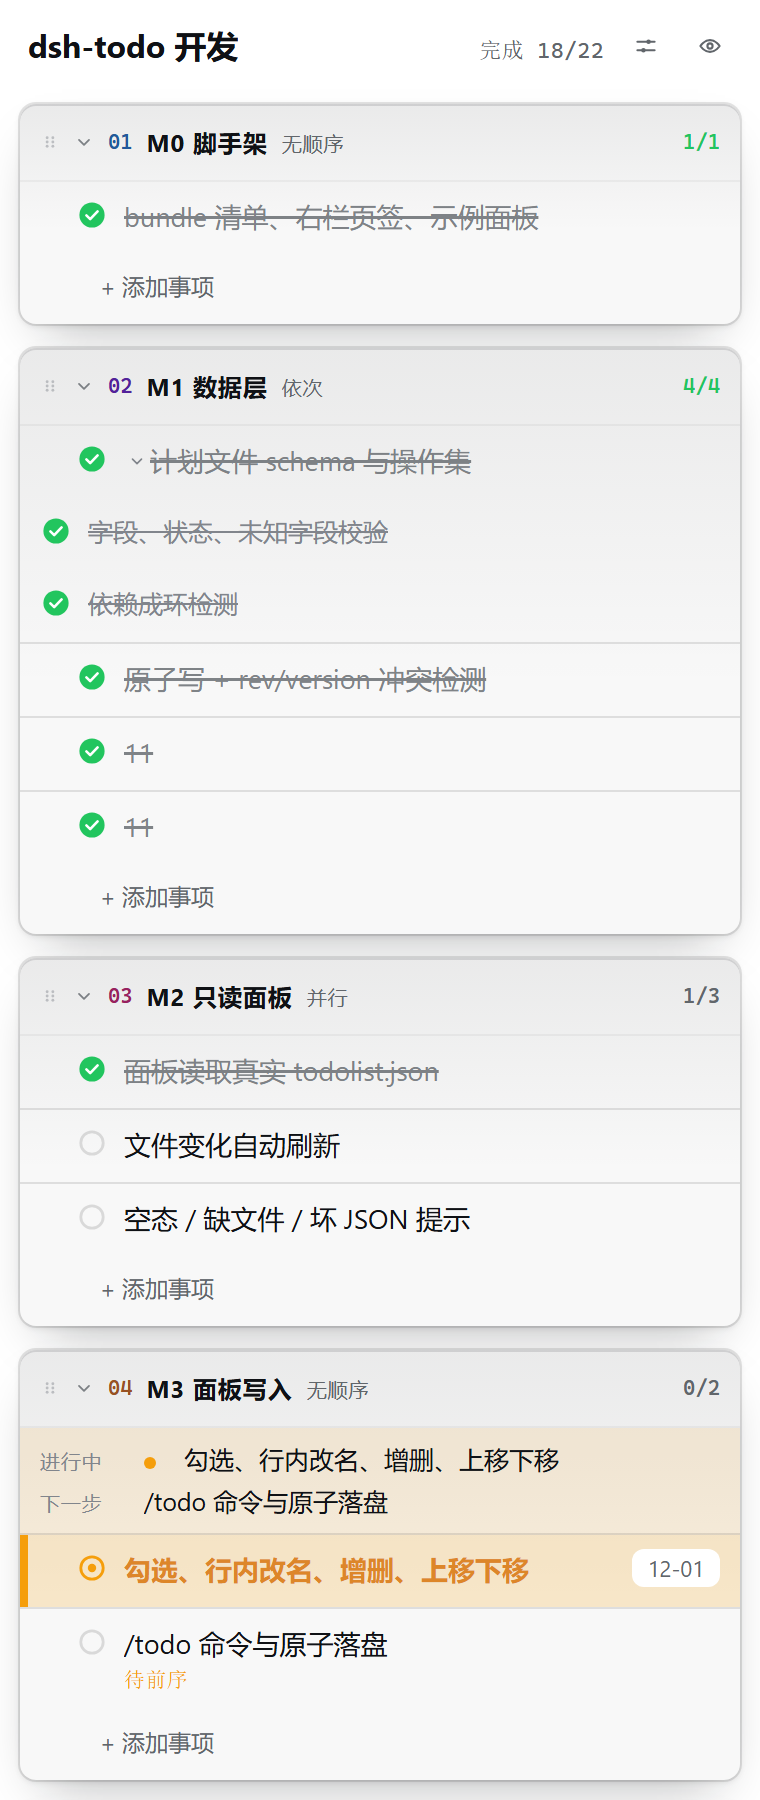 dsh-todo 开发 完成 18/22
01 M0 脚手架 无顺序 1/1
bundle 清单、右栏页签、示例面板
+ 添加事项
02 M1 数据层 依次 4/4
计划文件 schema 与操作集
字段、状态、未知字段校验
依赖成环检测
原子写 + rev/version 冲突检测
11
11
+ 添加事项
03 M2 只读面板 并行 1/3
面板读取真实 todolist.json
文件变化自动刷新
空态 / 缺文件 / 坏 JSON 提示
+ 添加事项
04 M3 面板写入 无顺序 0/2
进行中 勾选、行内改名、增删、上移下移
下一步 /todo 命令与原子落盘
勾选、行内改名、增删、上移下移 12-01
/todo 命令与原子落盘
待前序
+ 添加事项